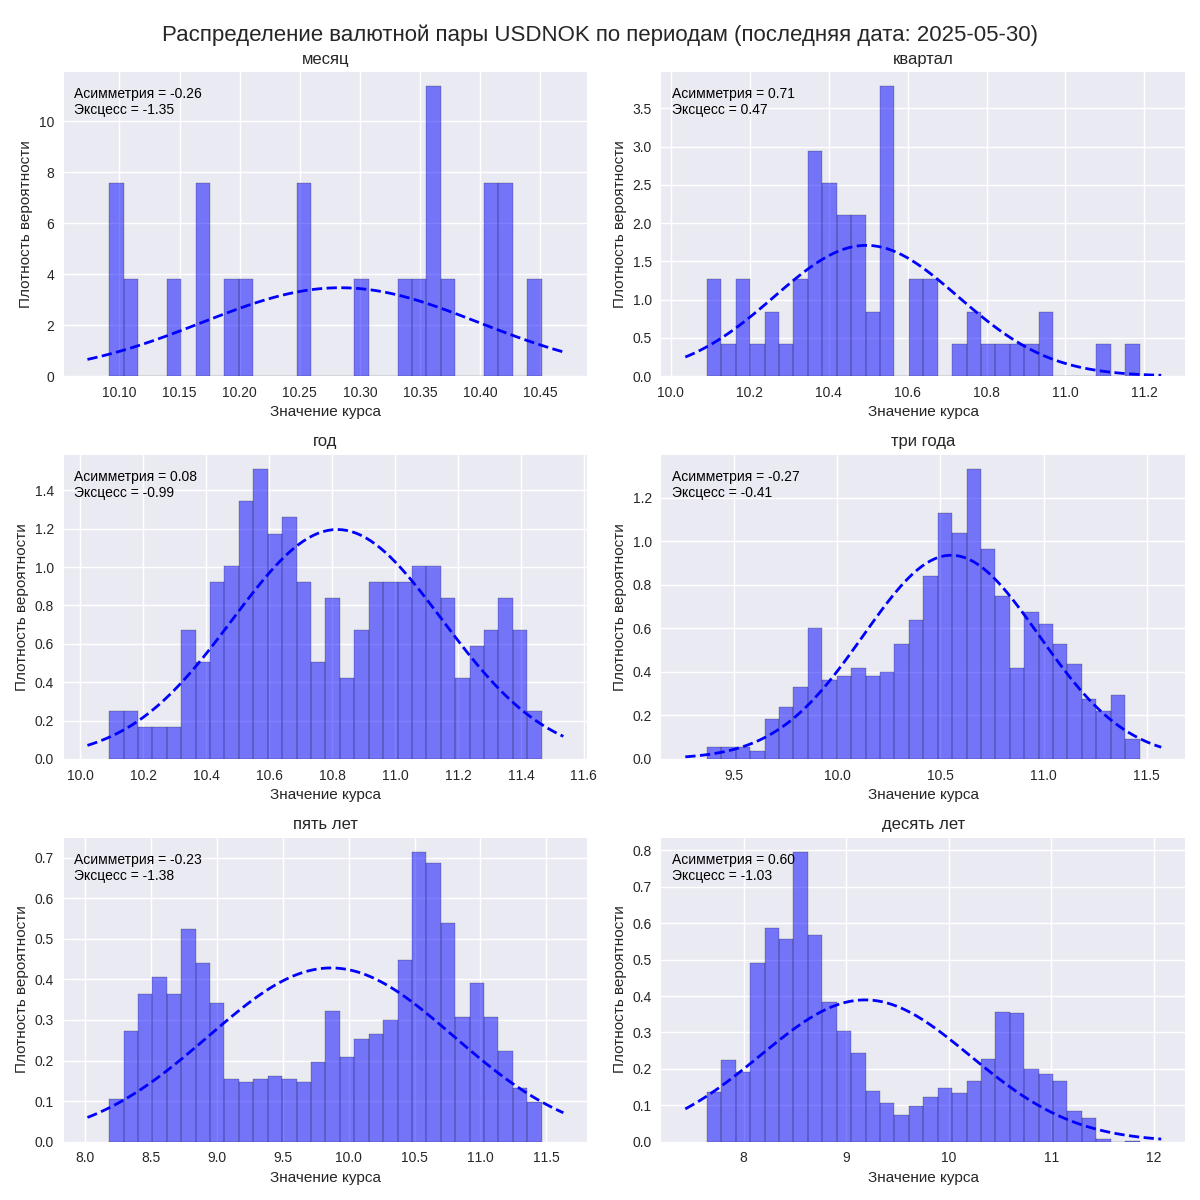 Распределение валютной пары USDNOK по периодам (последняя дата: 2025-05-30)
месяц
Асимметрия = -0.26
Эксцесс = -1.35
Плотность вероятности
10
8
6
4
2
0
10.10 10.15 10.20 10.25 10.30 10.35 10.40 10.45
Значение курса
квартал
Асимметрия = 0.71
Эксцесс = 0.47
Плотность вероятности
3.5
3.0
2.5
2.0
1.5
1.0
0.5
0.0
10.0 10.2 10.4 10.6 10.8 11.0 11.2
Значение курса
год
Асимметрия = 0.08
Эксцесс = -0.99
Плотность вероятности
1.4
1.2
1.0
0.8
0.6
0.4
0.2
0.0
10.0 10.2 10.4 10.6 10.8 11.0 11.2 11.4 11.6
Значение курса
три года
Асимметрия = -0.27
Эксцесс = -0.41
Плотность вероятности
1.2
1.0
0.8
0.6
0.4
0.2
0.0
9.5 10.0 10.5 11.0 11.5
Значение курса
пять лет
Асимметрия = -0.23
Эксцесс = -1.38
Плотность вероятности
0.7
0.6
0.5
0.4
0.3
0.2
0.1
0.0
8.0 8.5 9.0 9.5 10.0 10.5 11.0 11.5
Значение курса
десять лет
Асимметрия = 0.60
Эксцесс = -1.03
Плотность вероятности
0.8
0.7
0.6
0.5
0.4
0.3
0.2
0.1
0.0
8 9 10 11 12
Значение курса